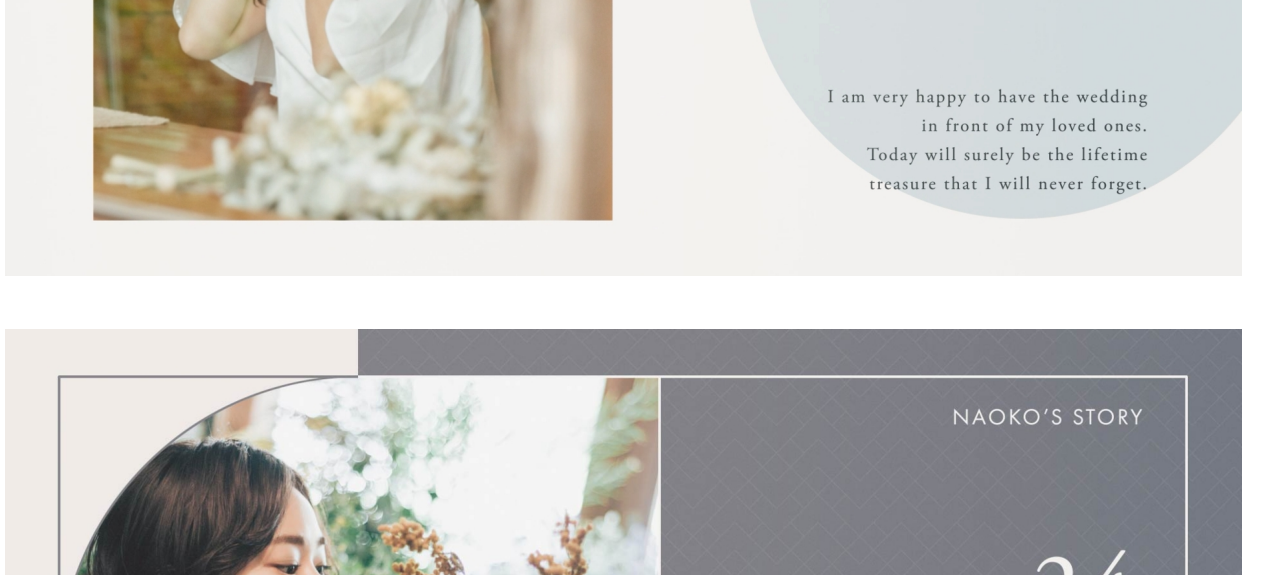 I am very happy to have the wedding
in front of my loved ones.
Today will surely be the lifetime
treasure that I will never forget.
NAOKO’S STORY